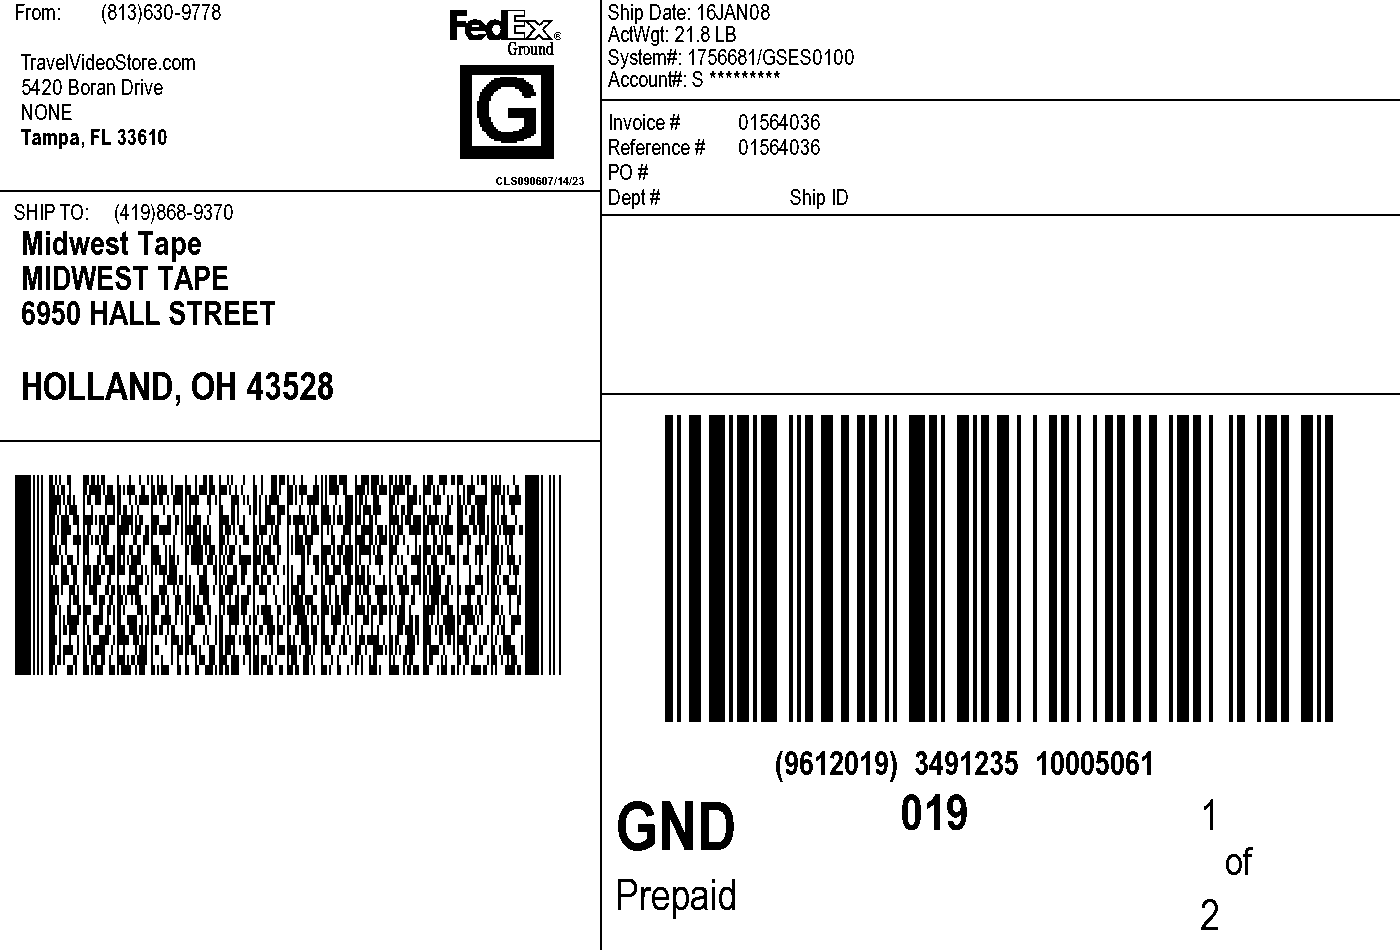 From: (813)630-9778
TravelVideoStore.com
5420 Boran Drive
NONE
Tampa, FL 33610
FedEx®
Ground
G
CLS090607/14/23
Ship Date: 16JAN08
ActWgt: 21.8 LB
System#: 1756681/GSES0100
Account#: S *********
Invoice # 01564036
Reference # 01564036
PO #
Dept # Ship ID
SHIP TO: (419)868-9370
Midwest Tape
MIDWEST TAPE
6950 HALL STREET
HOLLAND, OH 43528
(9612019) 3491235 10005061
GND 019 1
of
Prepaid 2